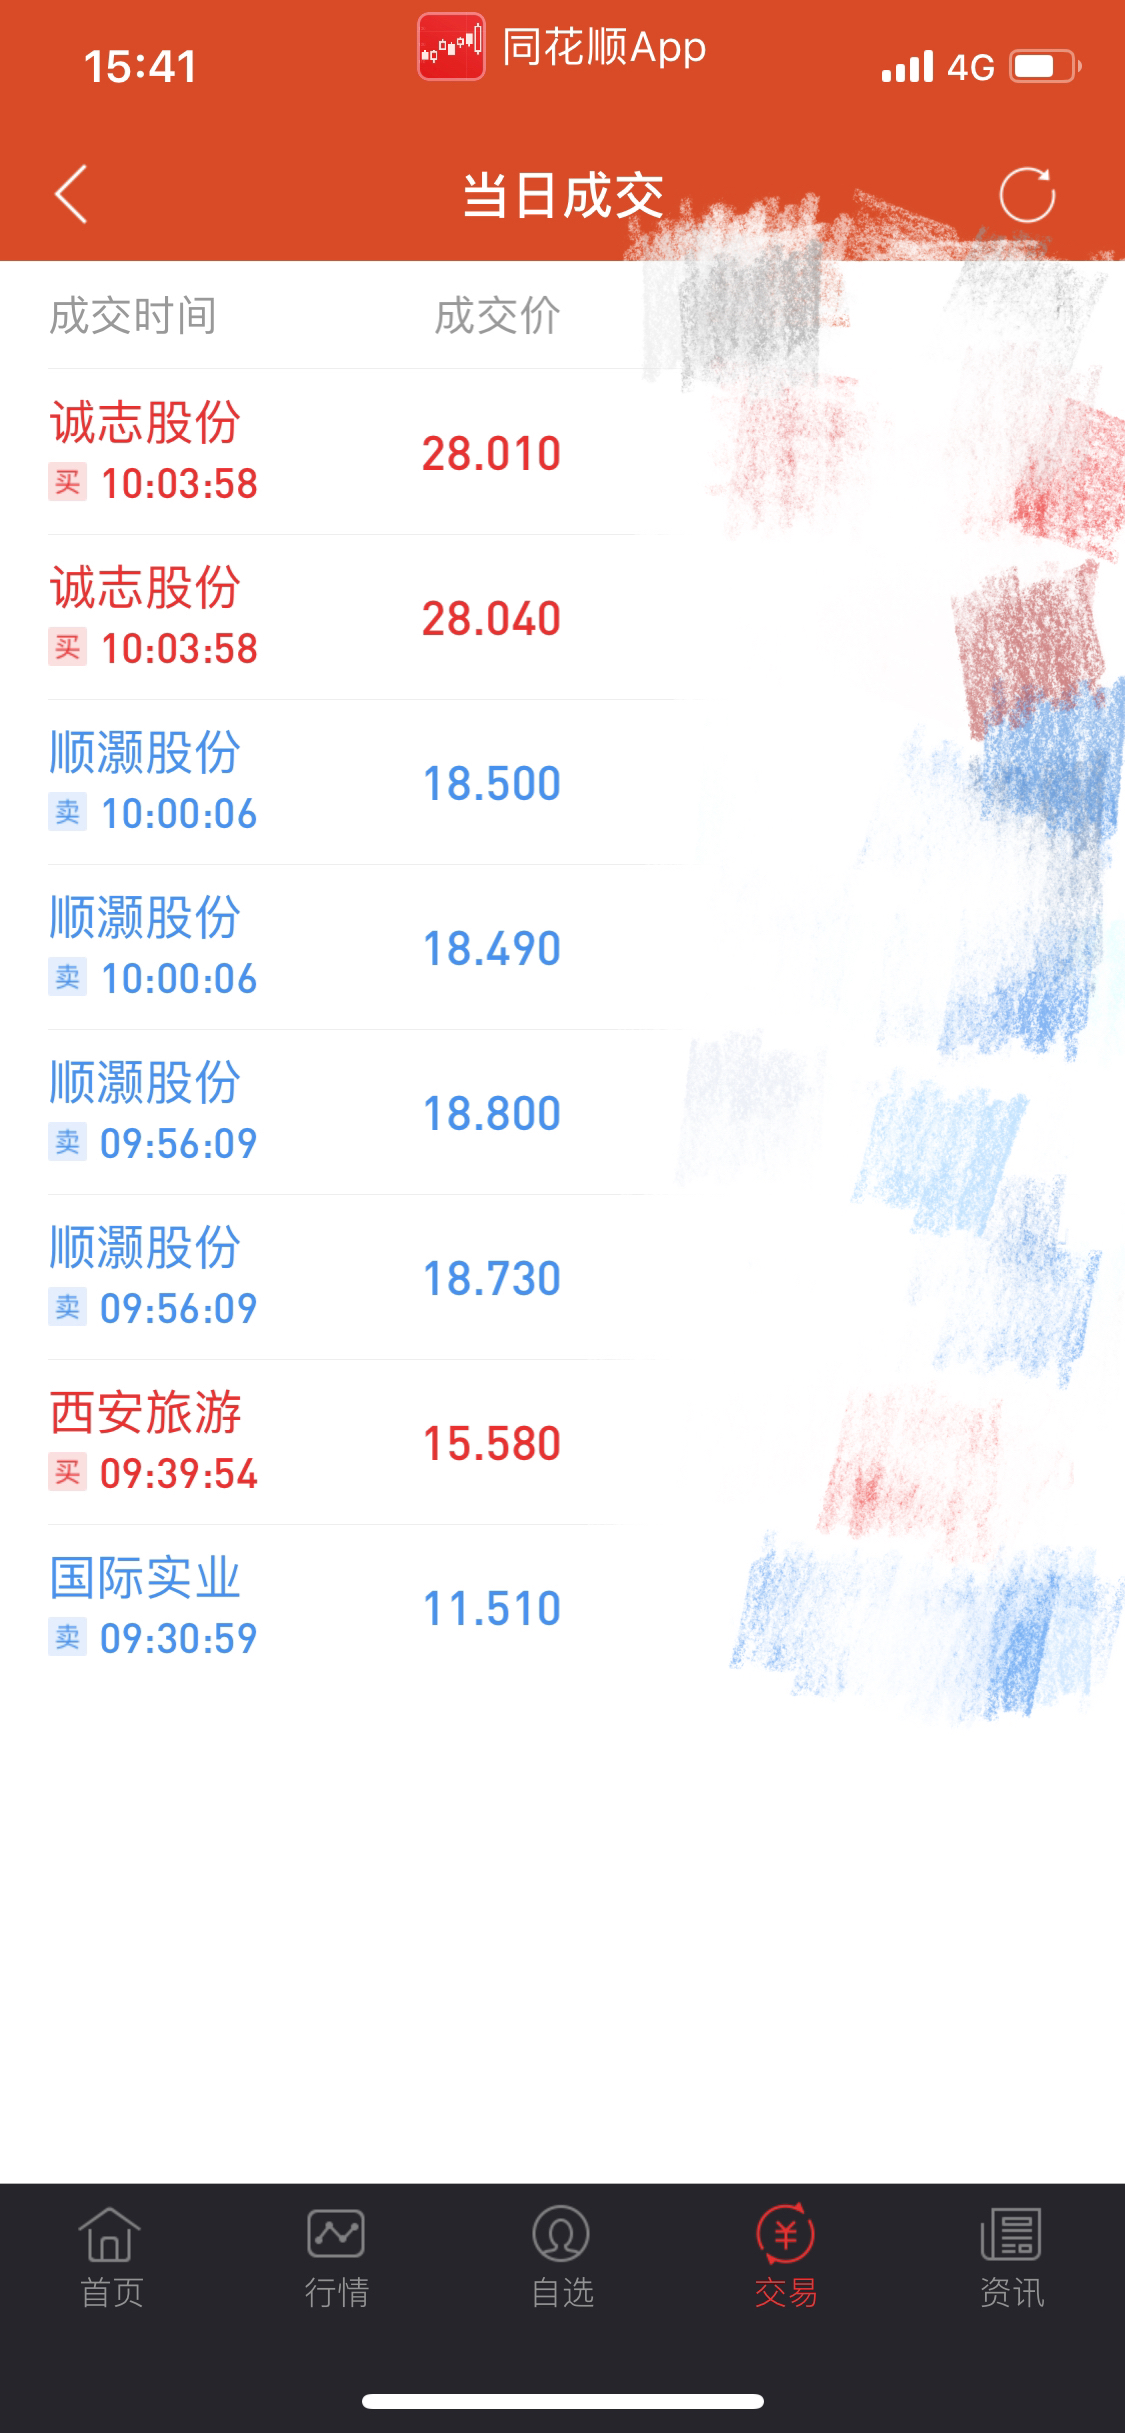 15:41
同花顺App
4G
当日成交
成交时间 成交价
诚志股份
买 10:03:58 28.010
诚志股份
买 10:03:58 28.040
顺灏股份
卖 10:00:06 18.500
顺灏股份
卖 10:00:06 18.490
顺灏股份
卖 09:56:09 18.800
顺灏股份
卖 09:56:09 18.730
西安旅游
买 09:39:54 15.580
国际实业
卖 09:30:59 11.510
首页 行情 自选 交易 资讯